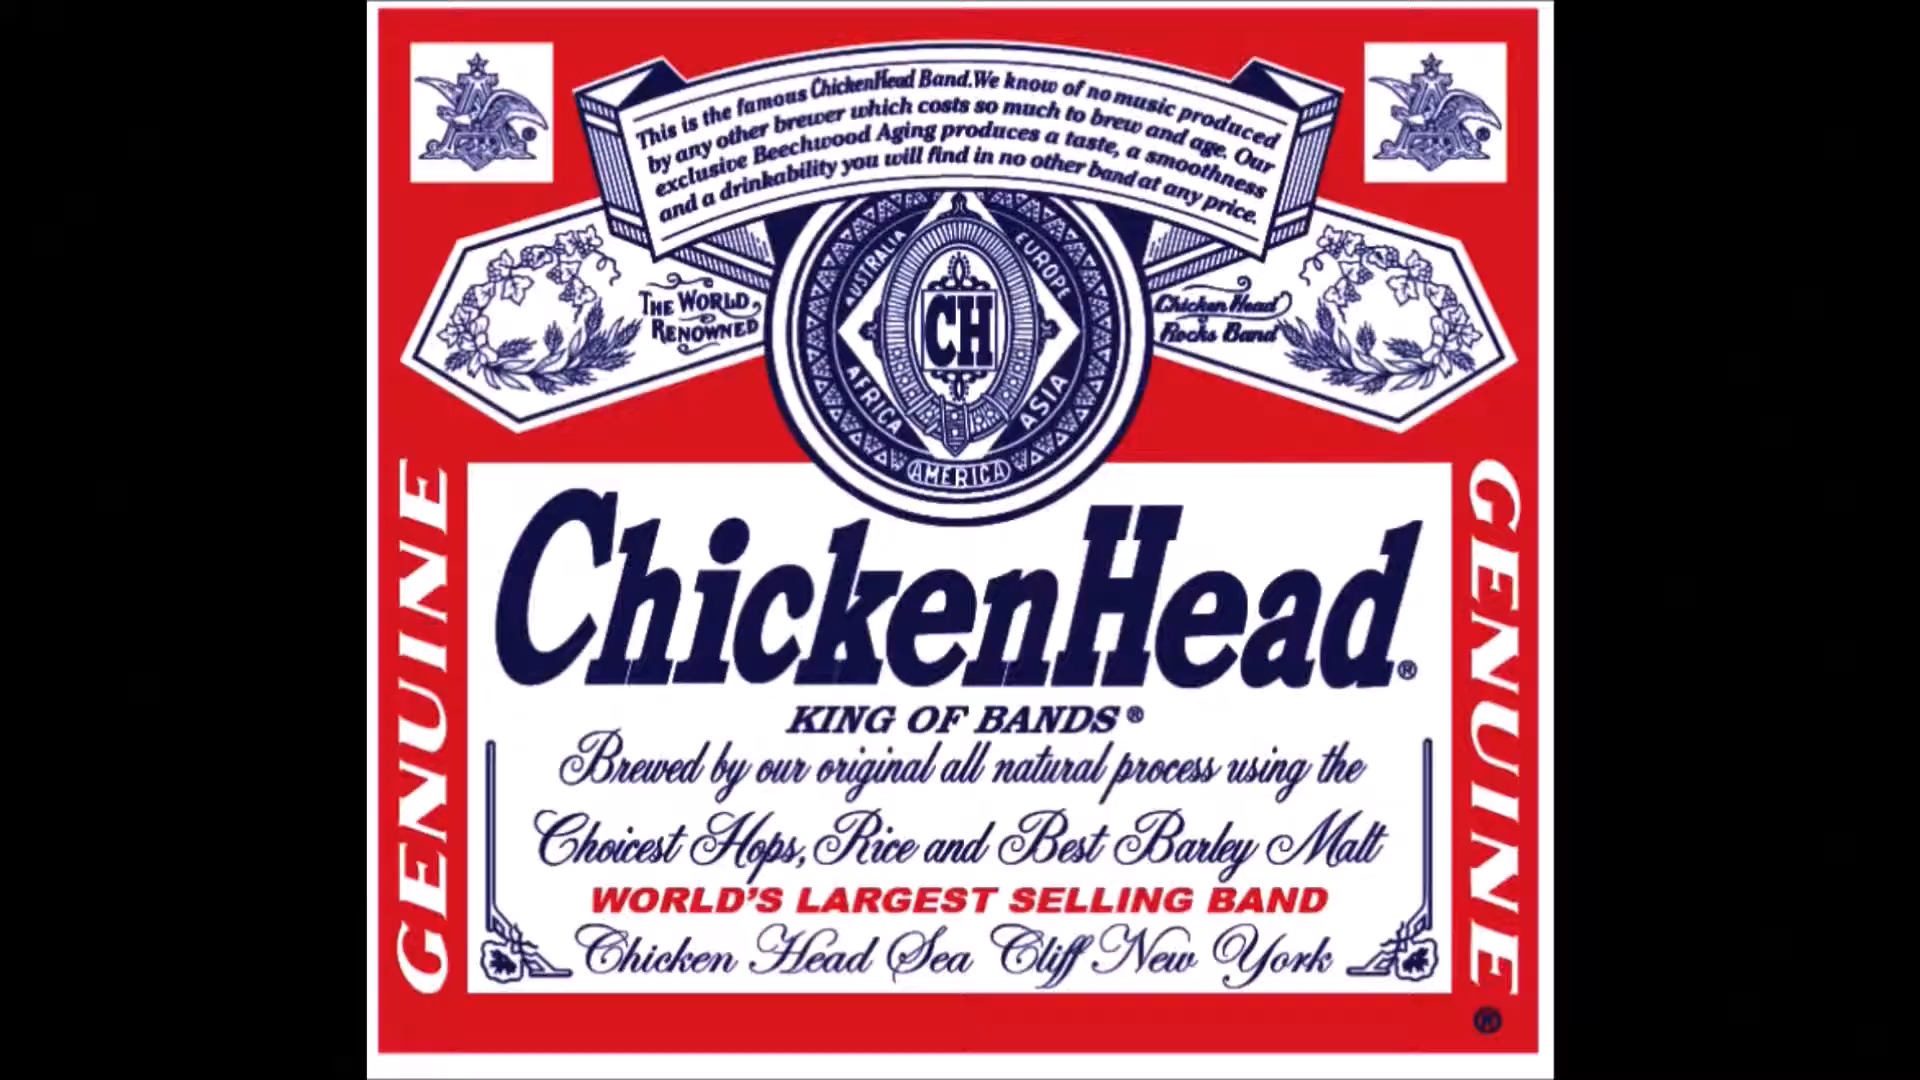 This is the famous ChickenHead Band. We know of no music produced
by any other brewer which costs so much to brew and age. Our
exclusive Beechwood Aging produces a taste, a smoothness
and a drinkability you will find in no other band at any price.
THE WORLD
RENOWNED
AUSTRALIA
EUROPE
CH
AFRICA
ASIA
AMERICA
Chicken Head
Rocks Band
GENUINE
ChickenHead®
KING OF BANDS®
Brewed by our original all natural process using the
Choicest Hops, Rice and Best Barley Malt
WORLD'S LARGEST SELLING BAND
Chicken Head Sea Cliff New York
GENUINE